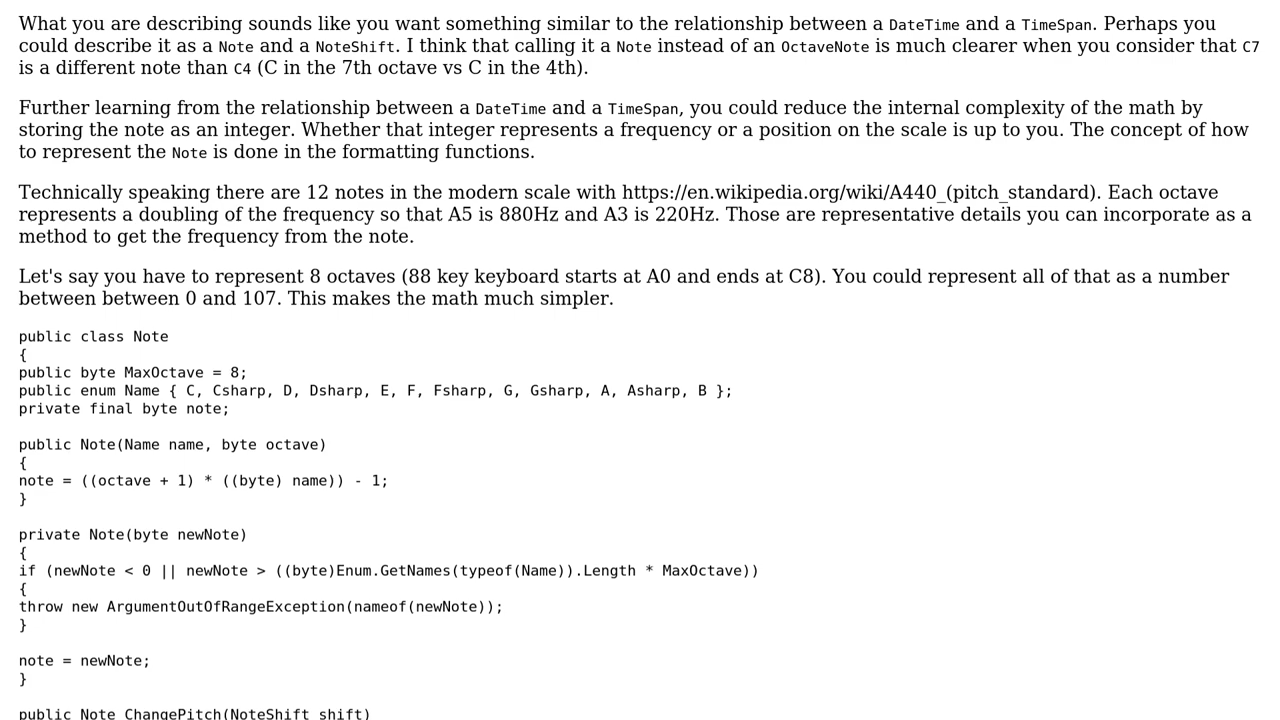 What you are describing sounds like you want something similar to the relationship between a DateTime and a TimeSpan. Perhaps you
could describe it as a Note and a NoteShift. I think that calling it a Note instead of an OctaveNote is much clearer when you consider that C7
is a different note than C4 (C in the 7th octave vs C in the 4th).
Further learning from the relationship between a DateTime and a TimeSpan, you could reduce the internal complexity of the math by
storing the note as an integer. Whether that integer represents a frequency or a position on the scale is up to you. The concept of how
to represent the Note is done in the formatting functions.
Technically speaking there are 12 notes in the modern scale with https://en.wikipedia.org/wiki/A440_(pitch_standard). Each octave
represents a doubling of the frequency so that A5 is 880Hz and A3 is 220Hz. Those are representative details you can incorporate as a
method to get the frequency from the note.
Let's say you have to represent 8 octaves (88 key keyboard starts at A0 and ends at C8). You could represent all of that as a number
between between 0 and 107. This makes the math much simpler.
public class Note
{
public byte MaxOctave = 8;
public enum Name { C, Csharp, D, Dsharp, E, F, Fsharp, G, Gsharp, A, Asharp, B };
private final byte note;
public Note(Name name, byte octave)
{
note = ((octave + 1) * ((byte) name)) - 1;
}
private Note(byte newNote)
{
if (newNote < 0 || newNote > ((byte)Enum.GetNames(typeof(Name)).Length * MaxOctave))
{
throw new ArgumentOutOfRangeException(nameof(newNote));
}
note = newNote;
}
public Note ChangePitch(NoteShift shift)